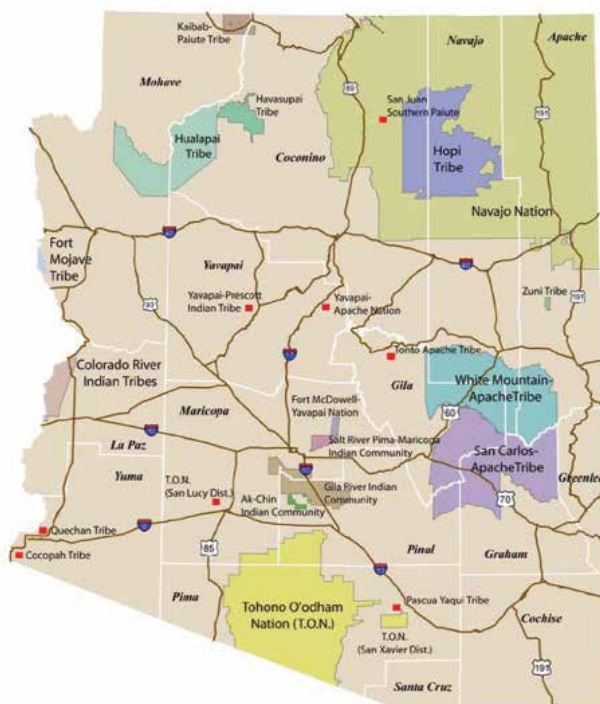 Kaibab-
Paiute Tribe
Navajo
Apache
Mohave
89
191
Havasupai
Tribe
San Juan
Southern Paiute
Hualapai
Tribe
Coconino
Hopi
Tribe
Navajo Nation
40
Fort
Mojave
Tribe
Yavapai
40
Zuni Tribe
191
93
Yavapai-Prescott
Indian Tribe
Yavapai-
Apache Nation
17
Tonto Apache Tribe
Colorado River
Indian Tribes
Gila
White Mountain-
ApacheTribe
Maricopa
Fort McDowell-
Yavapai Nation
60
La Paz
10
Salt River Pima-Maricopa
Indian Community
San Carlos-
ApacheTribe
Yuma
T.O.N.
(San Lucy Dist.)
10
Gila River Indian
Community
Greenlee
Ak-Chin
Indian Community
70
Quechan Tribe
8
Cocopah Tribe
85
Pinal
Graham
10
Pima
Tohono O'odham
Nation (T.O.N.)
Pascua Yaqui Tribe
Cochise
T.O.N.
(San Xavier Dist.)
191
Santa Cruz